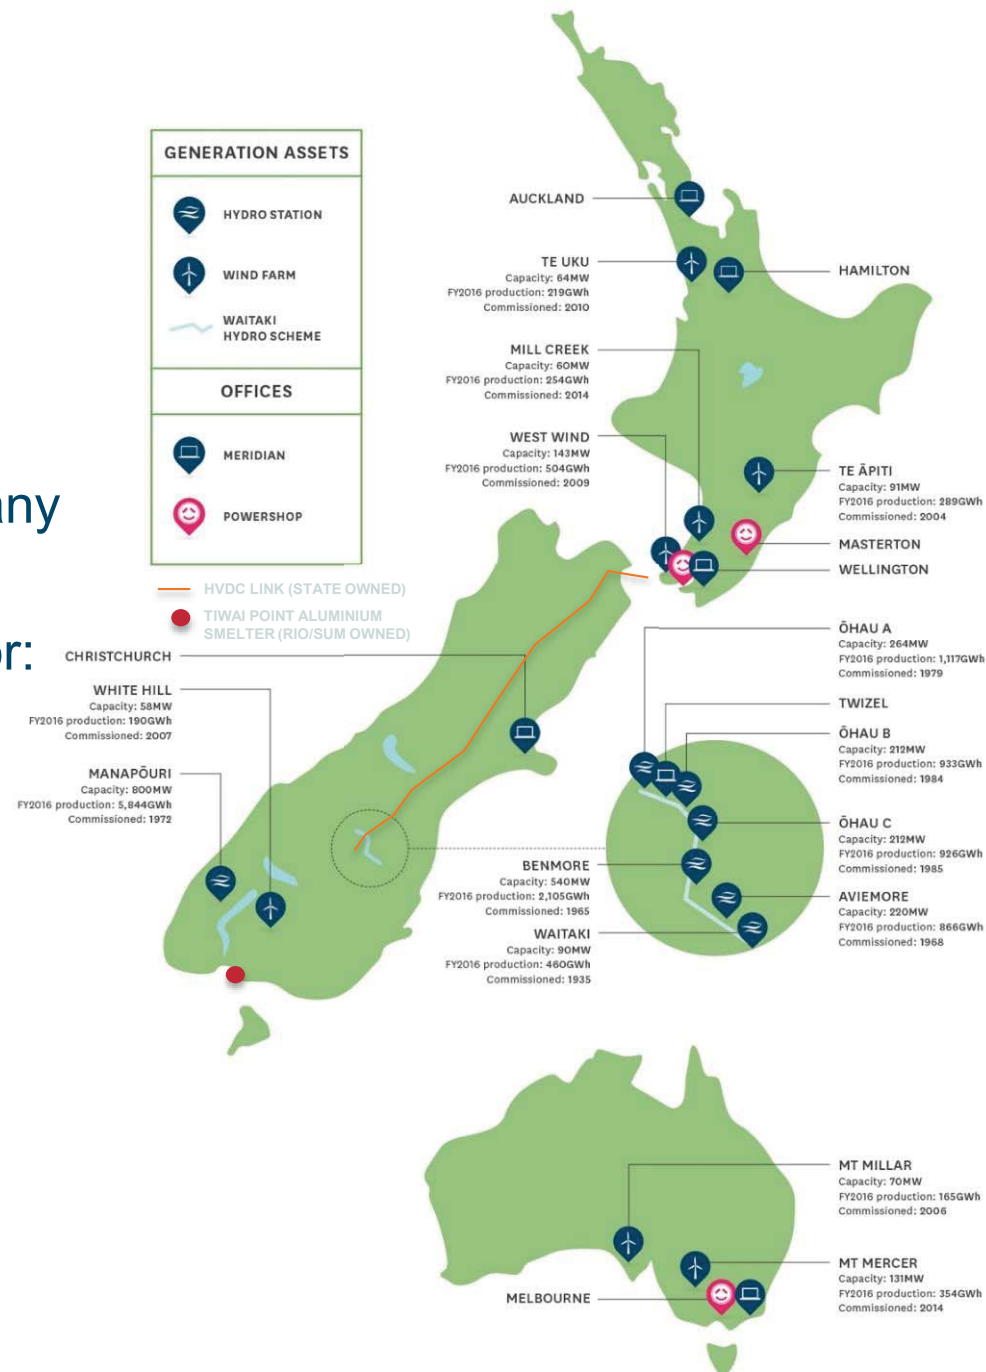 GENERATION ASSETS
HYDRO STATION
WIND FARM
WAITAKI
HYDRO SCHEME
OFFICES
MERIDIAN
POWERSHOP
HVDC LINK (STATE OWNED)
TIWAI POINT ALUMINIUM
SMELTER (RIO/SUM OWNED)
any
or:
AUCKLAND
TE UKU
Capacity: 64MW
FY2016 production: 219GWh
Commissioned: 2010
HAMILTON
MILL CREEK
Capacity: 60MW
FY2016 production: 254GWh
Commissioned: 2014
WEST WIND
Capacity: 143MW
FY2016 production: 504GWh
Commissioned: 2009
TE ĀPITI
Capacity: 91MW
FY2016 production: 289GWh
Commissioned: 2004
MASTERTON
WELLINGTON
CHRISTCHURCH
WHITE HILL
Capacity: 58MW
FY2016 production: 190GWh
Commissioned: 2007
MANAPŌURI
Capacity: 800MW
FY2016 production: 5,844GWh
Commissioned: 1972
ŌHAU A
Capacity: 264MW
FY2016 production: 1,117GWh
Commissioned: 1979
TWIZEL
ŌHAU B
Capacity: 212MW
FY2016 production: 933GWh
Commissioned: 1984
ŌHAU C
Capacity: 212MW
FY2016 production: 926GWh
Commissioned: 1985
BENMORE
Capacity: 540MW
FY2016 production: 2,105GWh
Commissioned: 1965
AVIEMORE
Capacity: 220MW
FY2016 production: 866GWh
Commissioned: 1968
WAITAKI
Capacity: 90MW
FY2016 production: 460GWh
Commissioned: 1935
MT MILLAR
Capacity: 70MW
FY2016 production: 165GWh
Commissioned: 2006
MT MERCER
Capacity: 131MW
FY2016 production: 354GWh
Commissioned: 2014
MELBOURNE